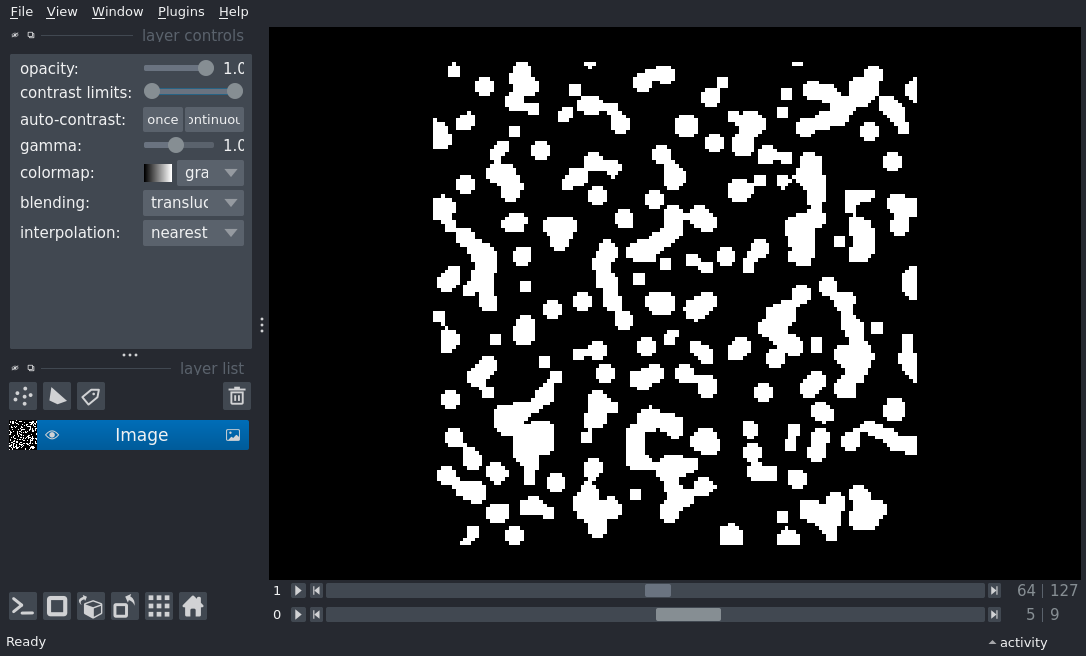 File View Window Plugins Help
layer controls
opacity: 1.0
contrast limits:
auto-contrast: once ontinuou
gamma: 1.0
colormap: gra
blending: transluc
interpolation: nearest
layer list
Image
1 64 | 127
0 5 | 9
Ready activity